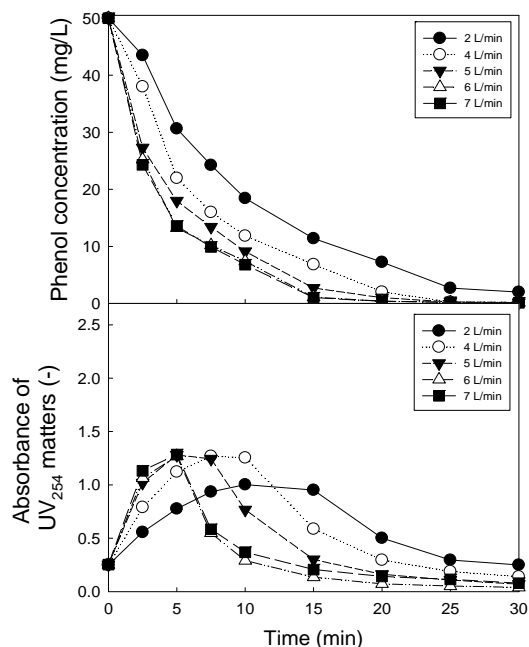 Phenol concentration (mg/L)
50
40
30
20
10
0
2 L/min
4 L/min
5 L/min
6 L/min
7 L/min
Absorbance of
UV254 matters (-)
2.5
2.0
1.5
1.0
0.5
0.0
2 L/min
4 L/min
5 L/min
6 L/min
7 L/min
0 5 10 15 20 25 30
Time (min)